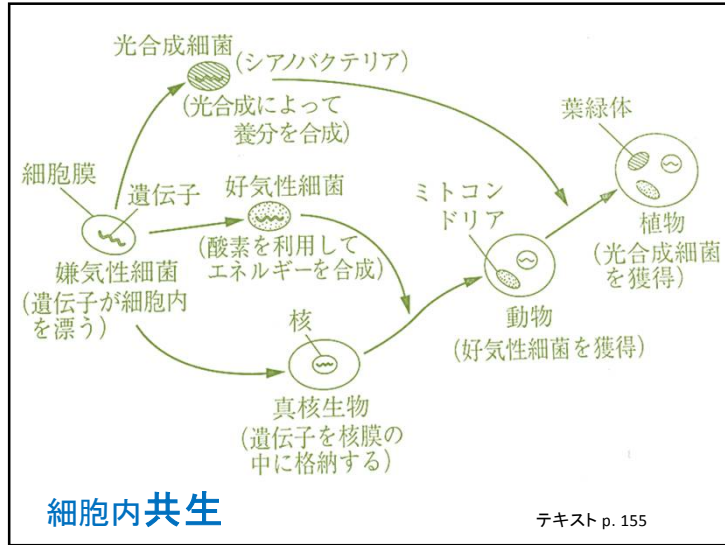 光合成細菌
(シアノバクテリア)
(光合成によって
養分を合成)
葉緑体
細胞膜
遺伝子
好気性細菌
(酸素を利用して
エネルギーを合成)
ミトコン
ドリア
植物
(光合成細菌
を獲得)
嫌気性細菌
(遺伝子が細胞内
を漂う)
動物
(好気性細菌を獲得)
核
真核生物
(遺伝子を核膜の
中に格納する)
細胞内共生
テキスト p. 155